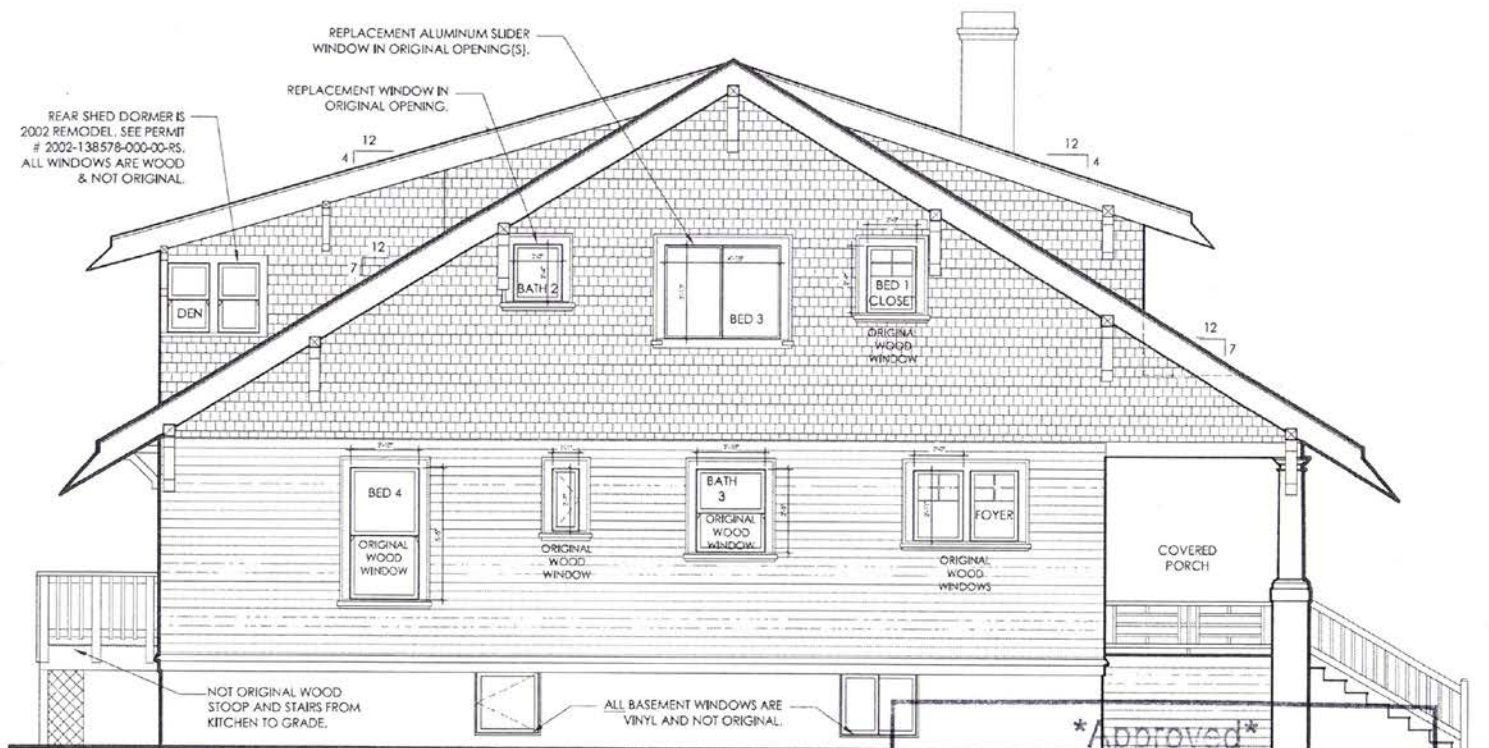 REPLACEMENT ALUMINUM SLIDER
WINDOW IN ORIGINAL OPENING(S).
REPLACEMENT WINDOW IN
ORIGINAL OPENING.
REAR SHED DORMER IS
2002 REMODEL, SEE PERMIT
# 2002-138578-000-00-RS.
ALL WINDOWS ARE WOOD
& NOT ORIGINAL.
12
4
12
4
12
7
12
7
DEN
BATH 2
BED 3
BED 1
CLOSET
ORIGINAL
WOOD
WINDOW
BED 4
ORIGINAL
WOOD
WINDOW
ORIGINAL
WOOD
WINDOW
BATH
3
ORIGINAL
WOOD
WINDOW
FOYER
ORIGINAL
WOOD
WINDOWS
COVERED
PORCH
NOT ORIGINAL WOOD
STOOP AND STAIRS FROM
KITCHEN TO GRADE.
ALL BASEMENT WINDOWS ARE
VINYL AND NOT ORIGINAL.
*Approved*